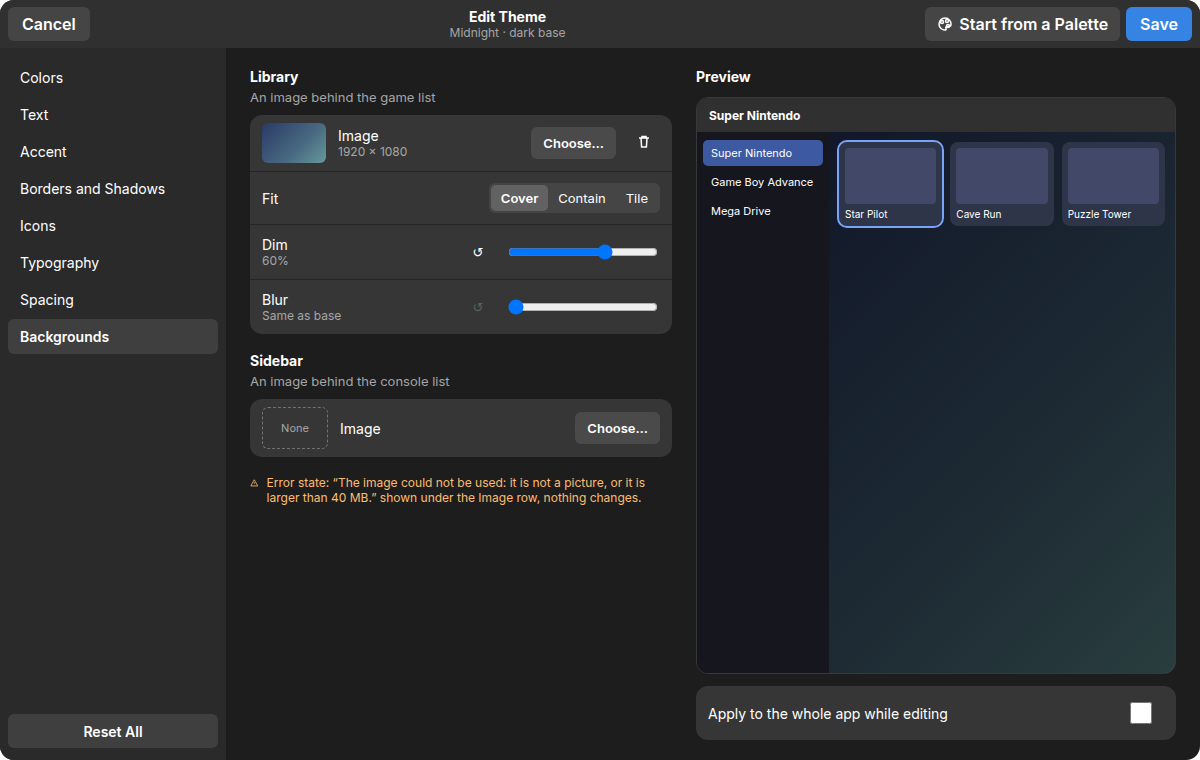 Cancel
Edit Theme
Midnight · dark base
Start from a Palette
Save
Colors
Text
Accent
Borders and Shadows
Icons
Typography
Spacing
Backgrounds
Reset All
Library
An image behind the game list
Image
1920 × 1080
Choose...
Fit
Cover
Contain
Tile
Dim
60%
Blur
Same as base
Sidebar
An image behind the console list
None
Image
Choose...
Error state: “The image could not be used: it is not a picture, or it is
larger than 40 MB.” shown under the Image row, nothing changes.
Preview
Super Nintendo
Super Nintendo
Game Boy Advance
Mega Drive
Star Pilot
Cave Run
Puzzle Tower
Apply to the whole app while editing